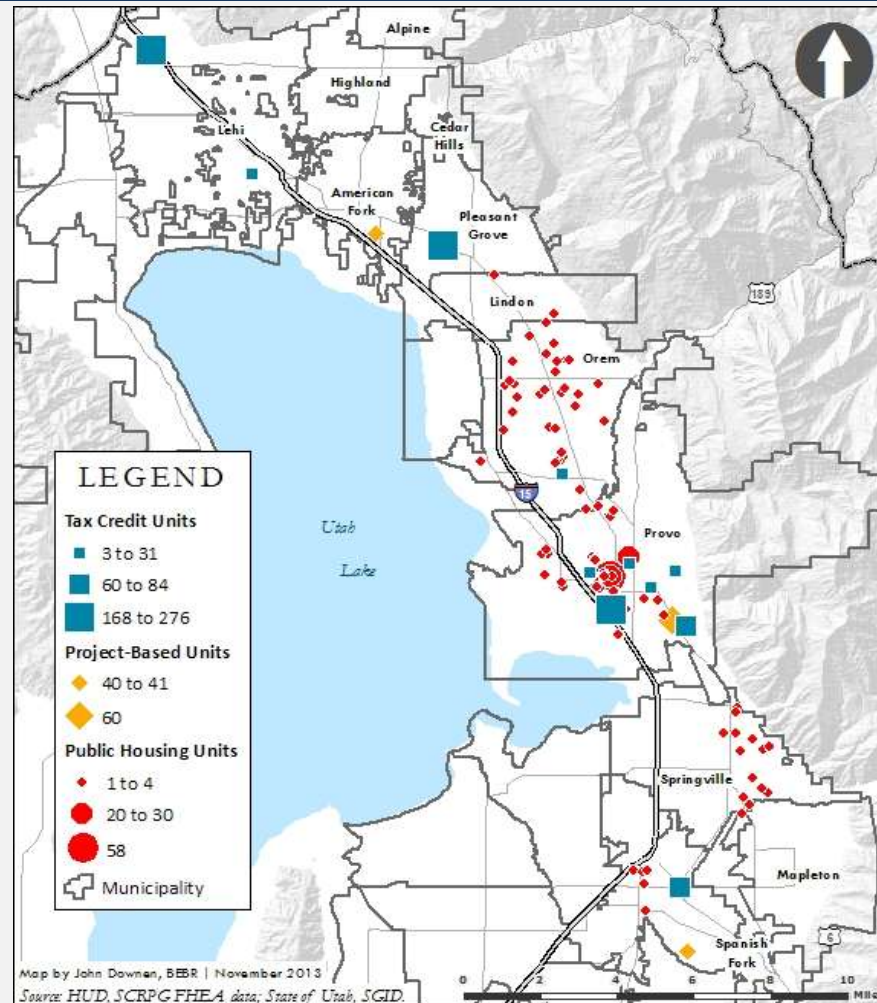 Alpine
Highland
Cedar
Hills
Lehi
American
Fork
Pleasant
Grove
189
Lindon
Orem
LEGEND
Tax Credit Units
3 to 31
60 to 84
168 to 276
Project-Based Units
40 to 41
60
Public Housing Units
1 to 4
20 to 30
58
Municipality
15
Utah
Lake
Provo
Springville
Mapleton
Spanish
Fork
6
0 2 4 6 8 10
Miles
Map by John Downen, BEBR | November 2013
Source: HUD, SCRPG FHEA data; State of Utah, SGID.